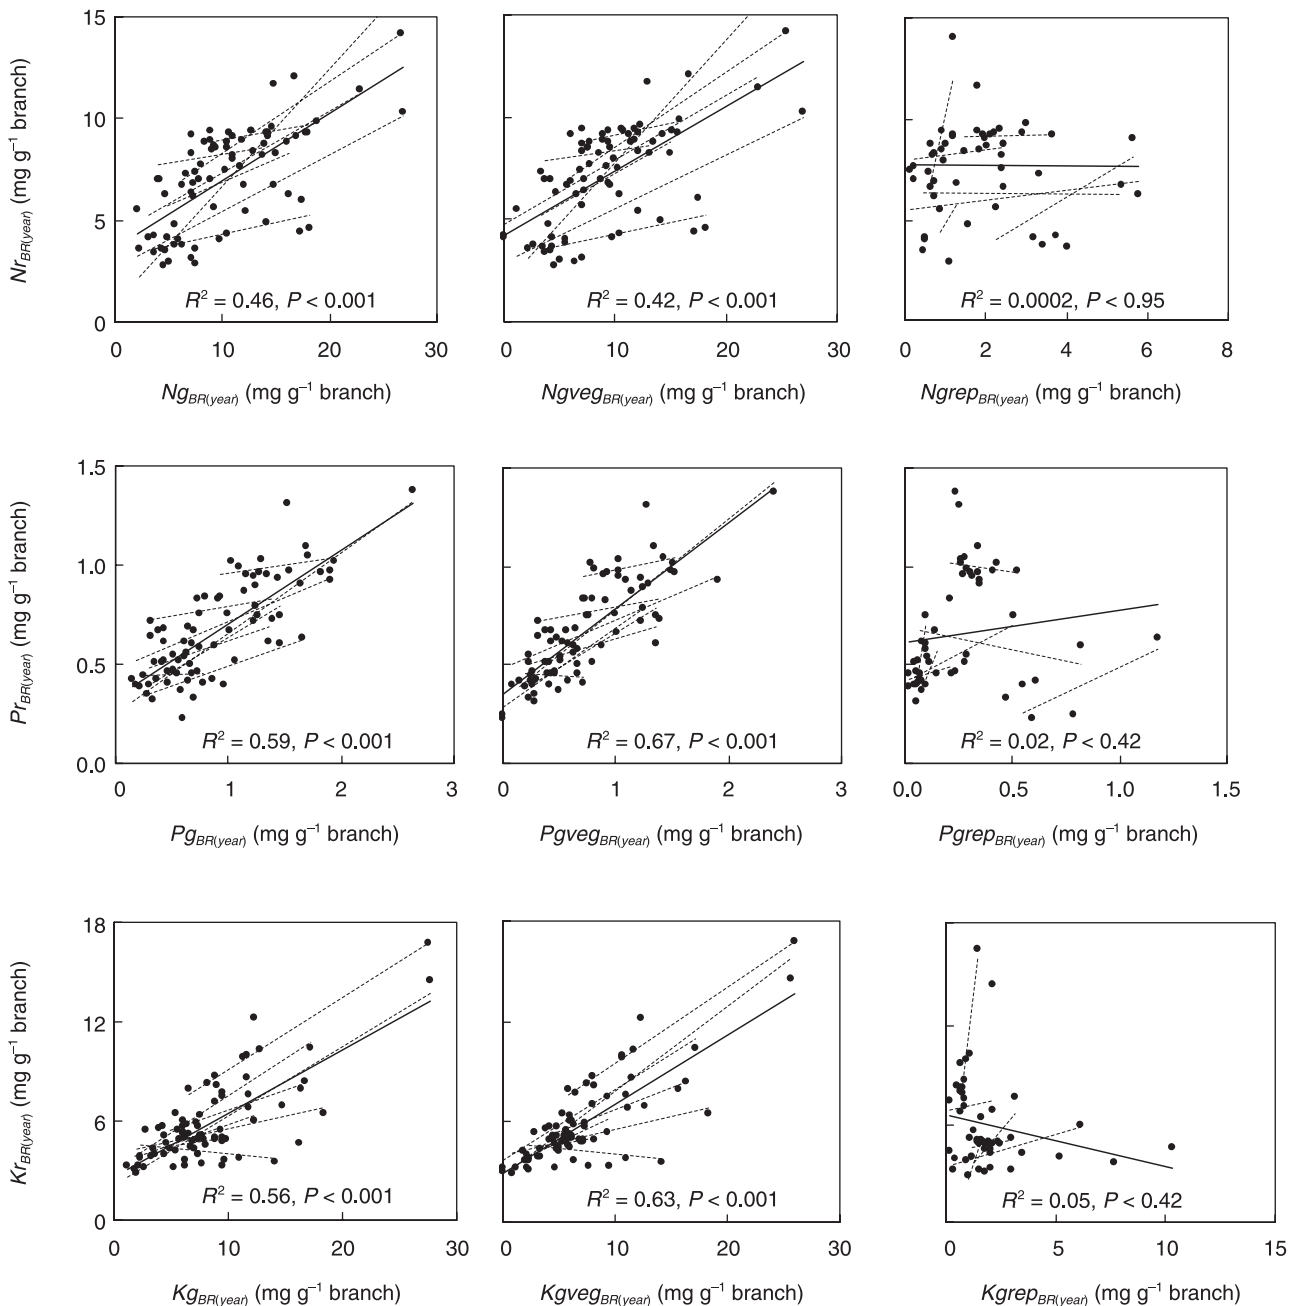 15
10
5
0
Nr_BR(year) (mg g⁻¹ branch)
R² = 0.46, P < 0.001
R² = 0.42, P < 0.001
R² = 0.0002, P < 0.95
0 10 20 30
0 10 20 30
0 2 4 6 8
Ng_BR(year) (mg g⁻¹ branch)
Ngveg_BR(year) (mg g⁻¹ branch)
Ngrep_BR(year) (mg g⁻¹ branch)
1.5
1.0
0.5
0.0
Pr_BR(year) (mg g⁻¹ branch)
R² = 0.59, P < 0.001
R² = 0.67, P < 0.001
R² = 0.02, P < 0.42
0 1 2 3
0 1 2 3
0.0 0.5 1.0 1.5
Pg_BR(year) (mg g⁻¹ branch)
Pgveg_BR(year) (mg g⁻¹ branch)
Pgrep_BR(year) (mg g⁻¹ branch)
18
12
6
0
Kr_BR(year) (mg g⁻¹ branch)
R² = 0.56, P < 0.001
R² = 0.63, P < 0.001
R² = 0.05, P < 0.42
0 10 20 30
0 10 20 30
0 5 10 15
Kg_BR(year) (mg g⁻¹ branch)
Kgveg_BR(year) (mg g⁻¹ branch)
Kgrep_BR(year) (mg g⁻¹ branch)